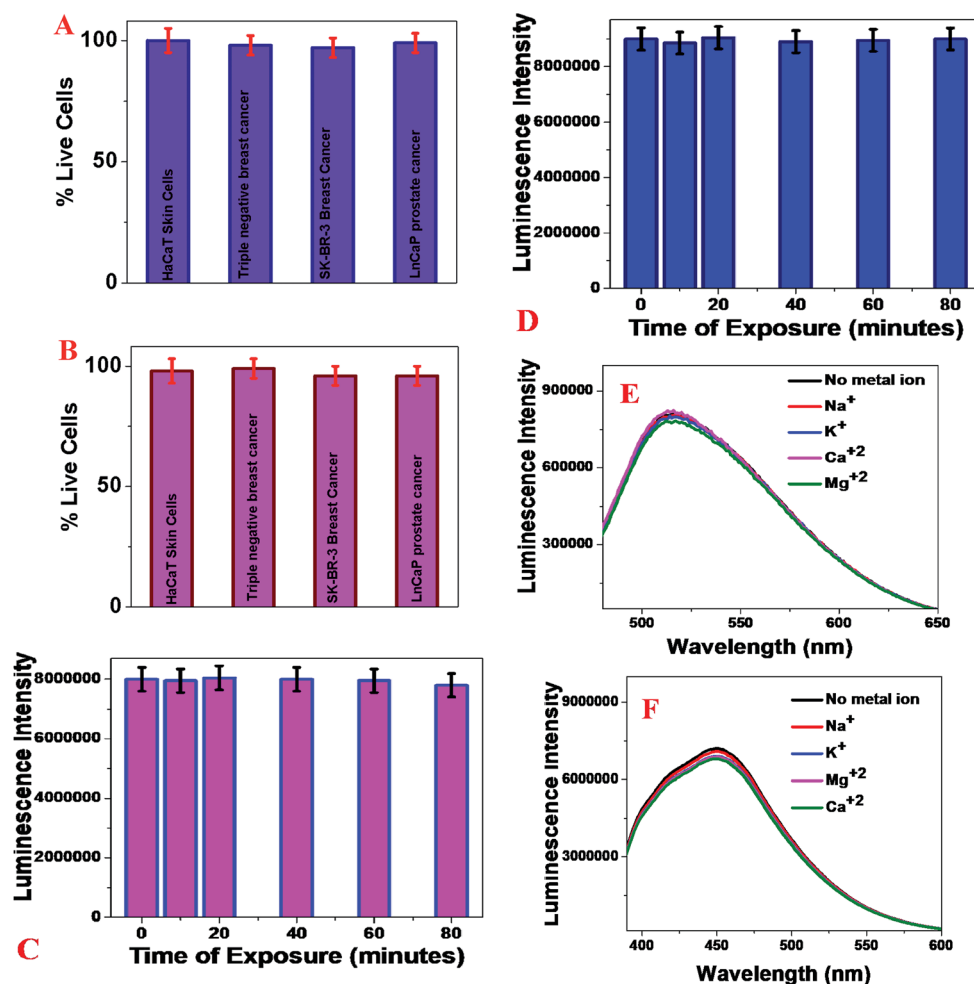 A
% Live Cells
100
50
0
HaCaT Skin Cells
Triple negative breast cancer
SK-BR-3 Breast Cancer
LnCaP prostate cancer
B
% Live Cells
100
50
0
HaCaT Skin Cells
Triple negative breast cancer
SK-BR-3 Breast Cancer
LnCaP prostate cancer
C
Luminescence Intensity
8000000
6000000
4000000
2000000
0
0 20 40 60 80
Time of Exposure (minutes)
D
Luminescence Intensity
8000000
6000000
4000000
2000000
0
0 20 40 60 80
Time of Exposure (minutes)
E
Luminescence Intensity
900000
600000
300000
No metal ion
Na+
K+
Ca+2
Mg+2
500 550 600 650
Wavelength (nm)
F
Luminescence Intensity
9000000
6000000
3000000
No metal ion
Na+
K+
Mg+2
Ca+2
400 450 500 550 600
Wavelength (nm)